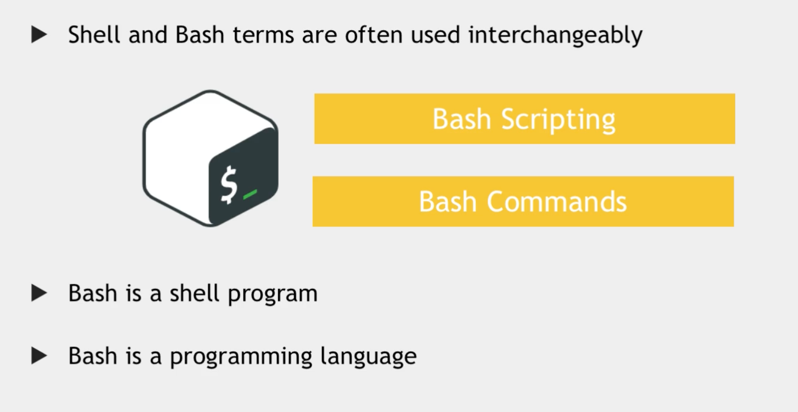 ▶ Shell and Bash terms are often used interchangeably
Bash Scripting
$_
Bash Commands
▶ Bash is a shell program
▶ Bash is a programming language